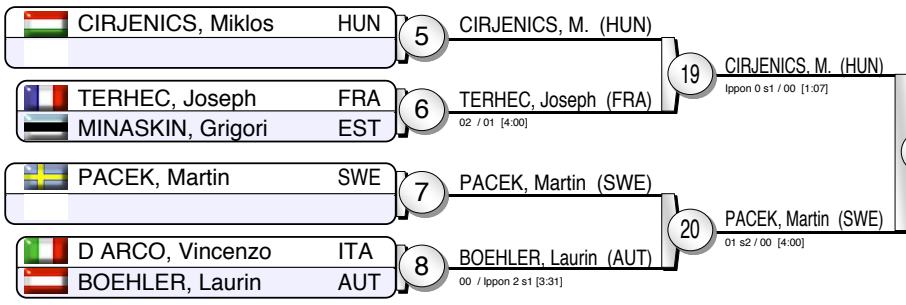 CIRJENICS, Miklos HUN
5
CIRJENICS, M. (HUN)
19
CIRJENICS, M. (HUN)
Ippon 0 s1 / 00 [1:07]
TERHEC, Joseph FRA
MINASKIN, Grigori EST
6
TERHEC, Joseph (FRA)
02 / 01 [4:00]
PACEK, Martin SWE
7
PACEK, Martin (SWE)
20
PACEK, Martin (SWE)
01 s2 / 00 [4:00]
D ARCO, Vincenzo ITA
BOEHLER, Laurin AUT
8
BOEHLER, Laurin (AUT)
00 / Ippon 2 s1 [3:31]